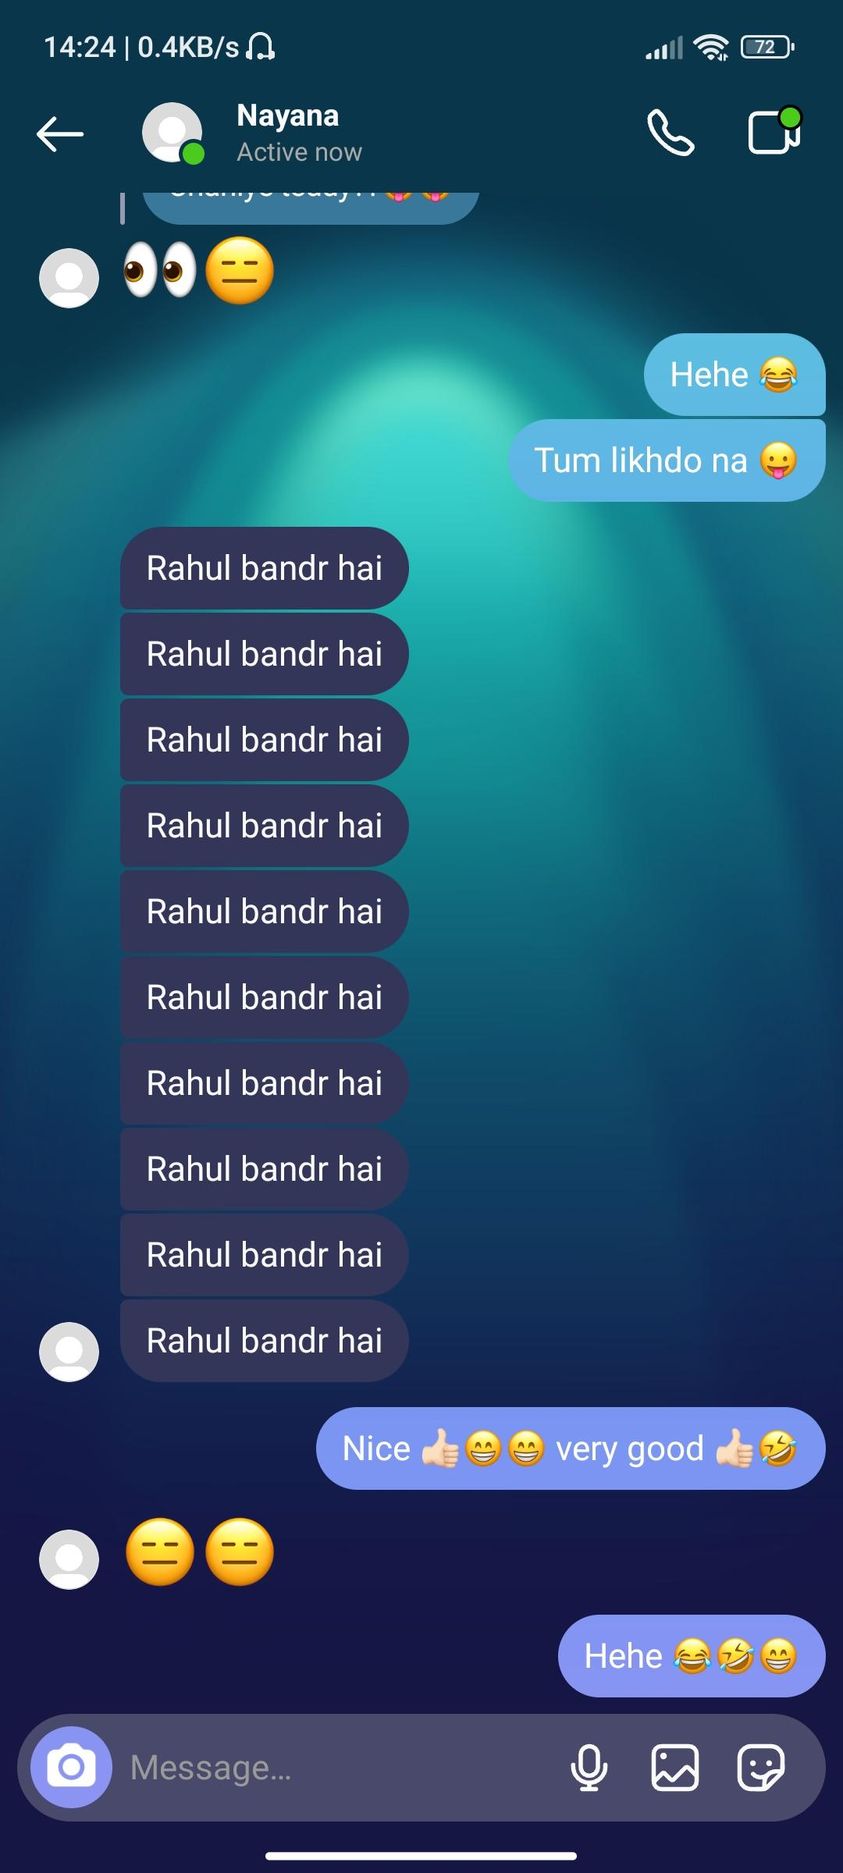 14:24 | 0.4KB/s
72
Nayana
Active now
👀😑
Hehe 😂
Tum likhdo na 😛
Rahul bandr hai
Rahul bandr hai
Rahul bandr hai
Rahul bandr hai
Rahul bandr hai
Rahul bandr hai
Rahul bandr hai
Rahul bandr hai
Rahul bandr hai
Rahul bandr hai
Nice 👍🏻😁😁 very good 👍🏻🤣
😑😑
Hehe 😂🤣😁
Message...